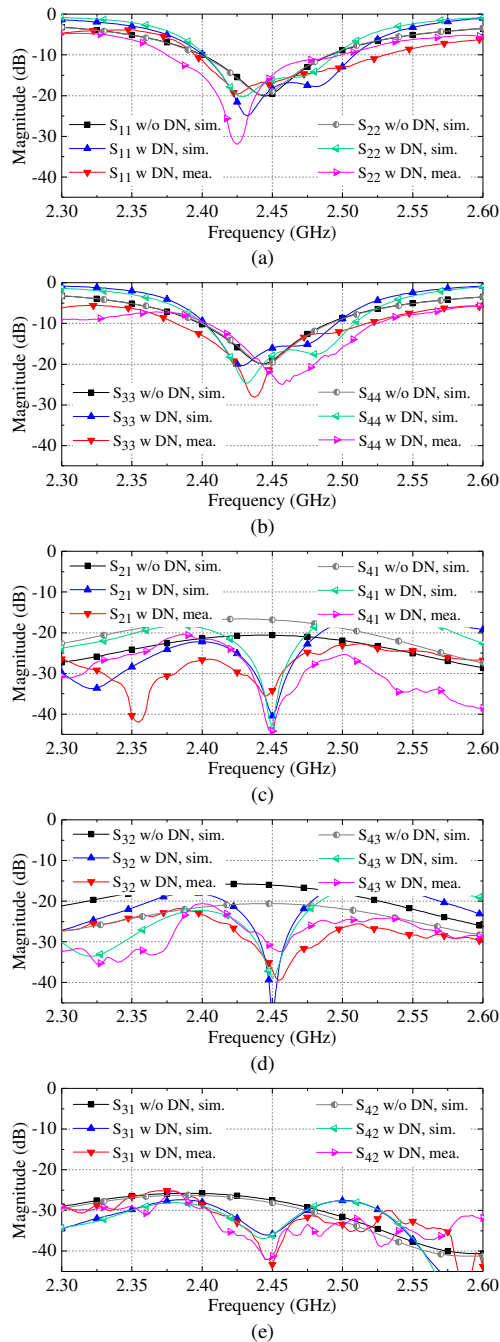 0
-10
-20
-30
-40
Magnitude (dB)
S11 w/o DN, sim.
S11 w DN, sim.
S11 w DN, mea.
S22 w/o DN, sim.
S22 w DN, sim.
S22 w DN, mea.
2.30 2.35 2.40 2.45 2.50 2.55 2.60
Frequency (GHz)
(a)
0
-10
-20
-30
-40
Magnitude (dB)
S33 w/o DN, sim.
S33 w DN, sim.
S33 w DN, mea.
S44 w/o DN, sim.
S44 w DN, sim.
S44 w DN, mea.
2.30 2.35 2.40 2.45 2.50 2.55 2.60
Frequency (GHz)
(b)
0
-10
-20
-30
-40
Magnitude (dB)
S21 w/o DN, sim.
S21 w DN, sim.
S21 w DN, mea.
S41 w/o DN, sim.
S41 w DN, sim.
S41 w DN, mea.
2.30 2.35 2.40 2.45 2.50 2.55 2.60
Frequency (GHz)
(c)
0
-10
-20
-30
-40
Magnitude (dB)
S32 w/o DN, sim.
S32 w DN, sim.
S32 w DN, mea.
S43 w/o DN, sim.
S43 w DN, sim.
S43 w DN, mea.
2.30 2.35 2.40 2.45 2.50 2.55 2.60
Frequency (GHz)
(d)
0
-10
-20
-30
-40
Magnitude (dB)
S31 w/o DN, sim.
S31 w DN, sim.
S31 w DN, mea.
S42 w/o DN, sim.
S42 w DN, sim.
S42 w DN, mea.
2.30 2.35 2.40 2.45 2.50 2.55 2.60
Frequency (GHz)
(e)